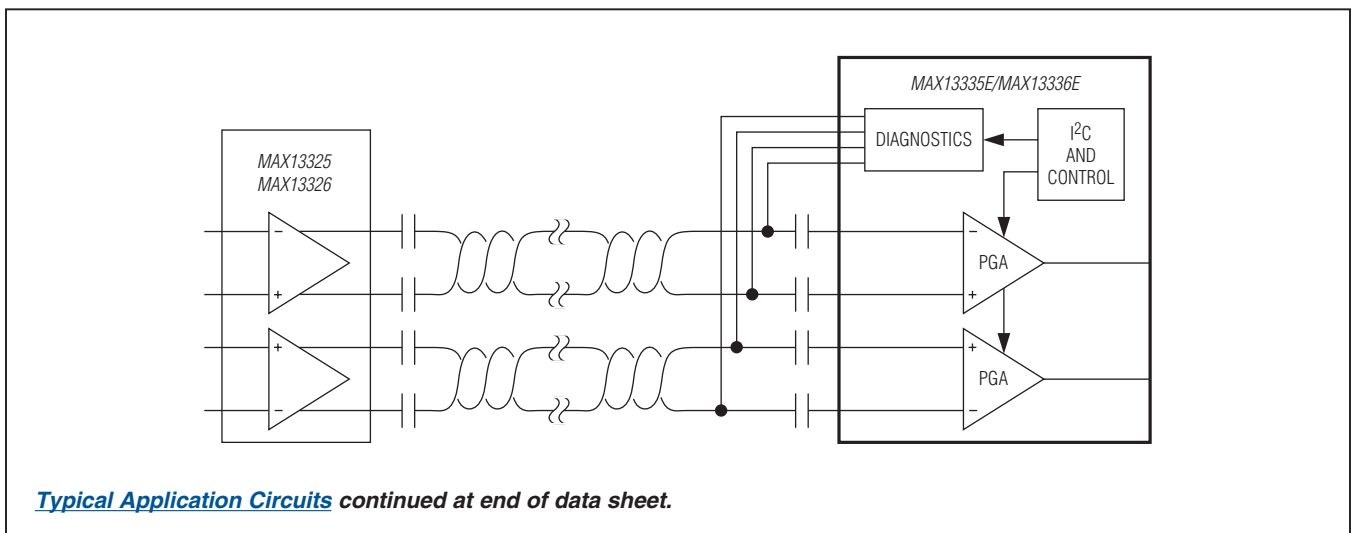 MAX13335E/MAX13336E
DIAGNOSTICS
I²C
AND
CONTROL
MAX13325
MAX13326
−
+
+
−
−
PGA
+
+
PGA
−
Typical Application Circuits continued at end of data sheet.